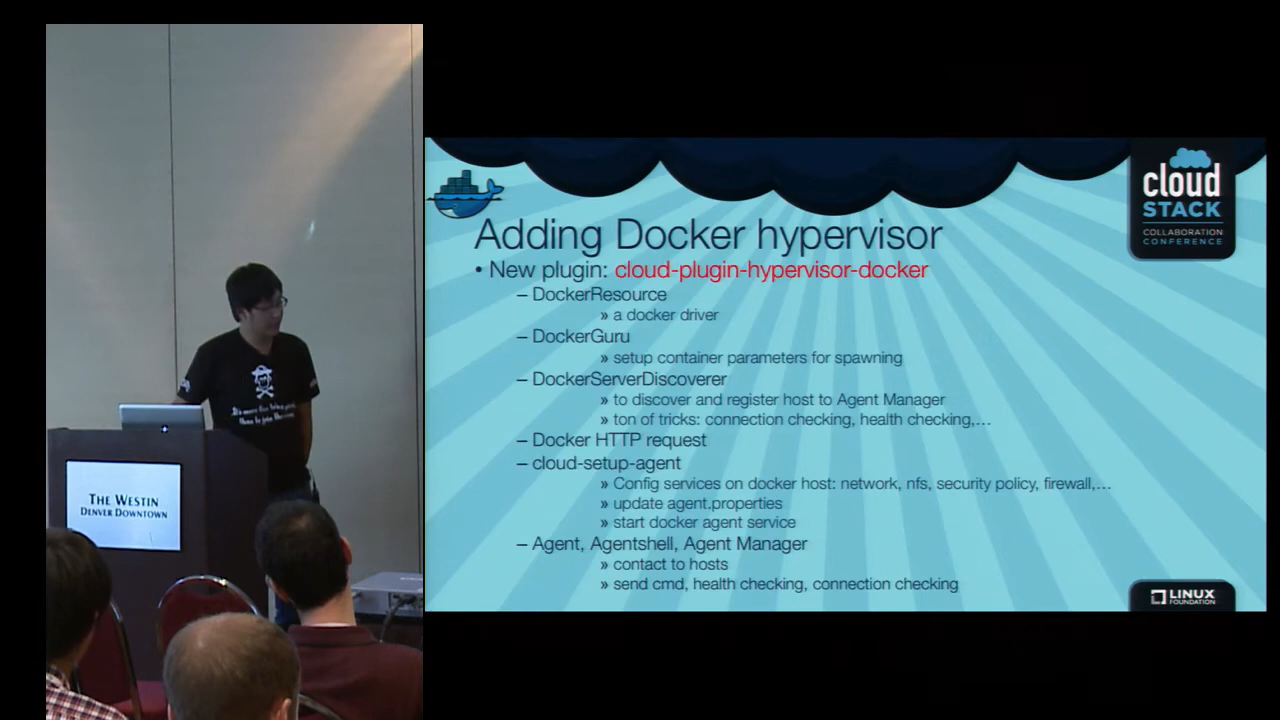 cloud
STACK
COLLABORATION
CONFERENCE
Adding Docker hypervisor
• New plugin: cloud-plugin-hypervisor-docker
– DockerResource
» a docker driver
– DockerGuru
» setup container parameters for spawning
– DockerServerDiscoverer
» to discover and register host to Agent Manager
» ton of tricks: connection checking, health checking,…
– Docker HTTP request
– cloud-setup-agent
» Config services on docker host: network, nfs, security policy, firewall,…
» update agent.properties
» start docker agent service
– Agent, Agentshell, Agent Manager
» contact to hosts
» send cmd, health checking, connection checking
LINUX
FOUNDATION
It's more fun being
THE WESTIN
DENVER DOWNTOWN